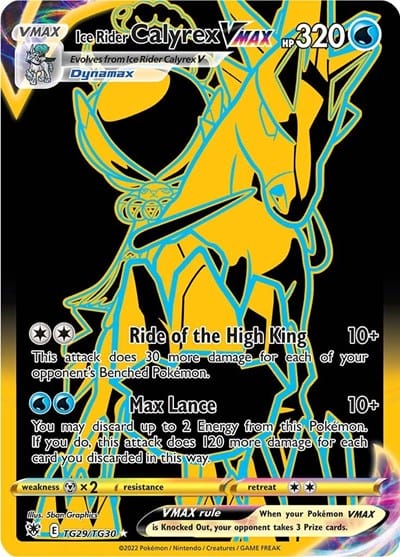 VMAX
Ice Rider Calyrex VMAX HP 320
Evolves from Ice Rider Calyrex V
Dynamax
Ride of the High King 10+
This attack does 30 more damage for each of your
opponent's Benched Pokémon.
Max Lance 10+
You may discard up to 2 Energy from this Pokémon.
If you do, this attack does 120 more damage for each
card you discarded in this way.
weakness ×2 resistance retreat
Illus. 5ban Graphics
E TG29/TG30
VMAX rule When your Pokémon VMAX
is Knocked Out, your opponent takes 3 Prize cards.
©2022 Pokémon / Nintendo / Creatures / GAME FREAK